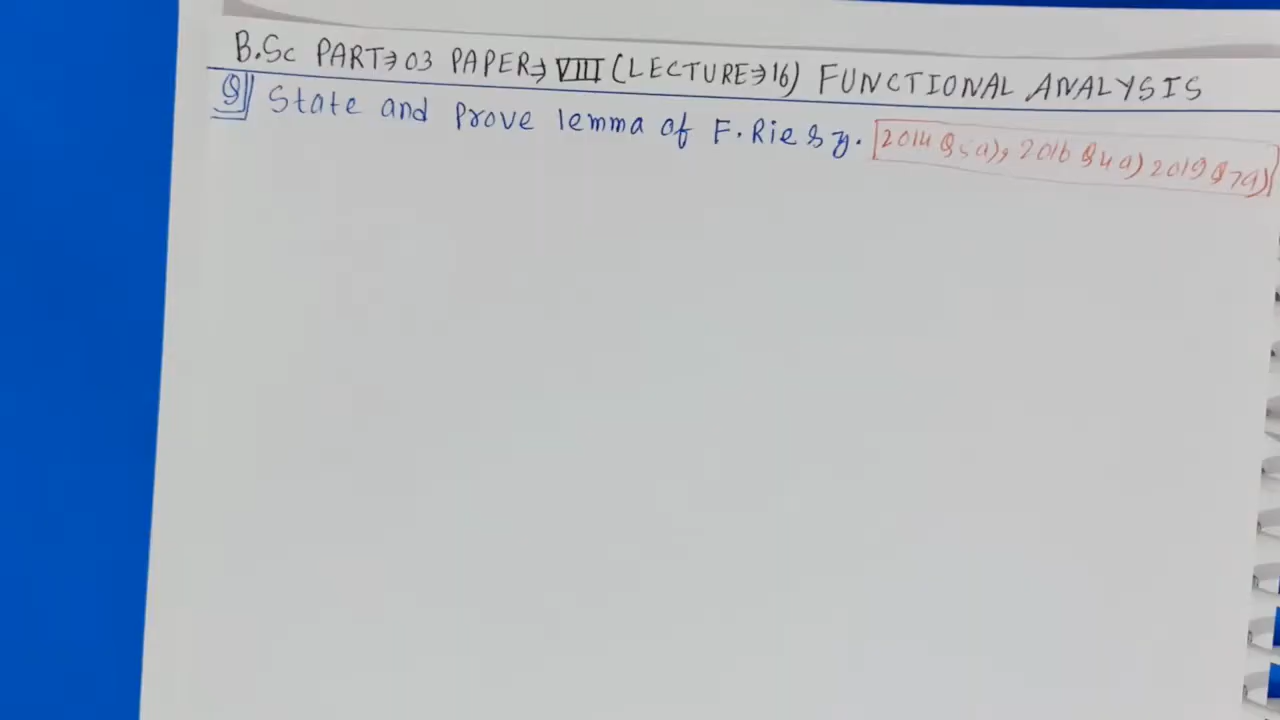 B.Sc PART→03 PAPER→VIII (LECTURE→16) FUNCTIONAL ANALYSIS
Q State and Prove lemma of F. Riesz. [2014 Q5a), 2016 Q4a) 2019 Q7a)]